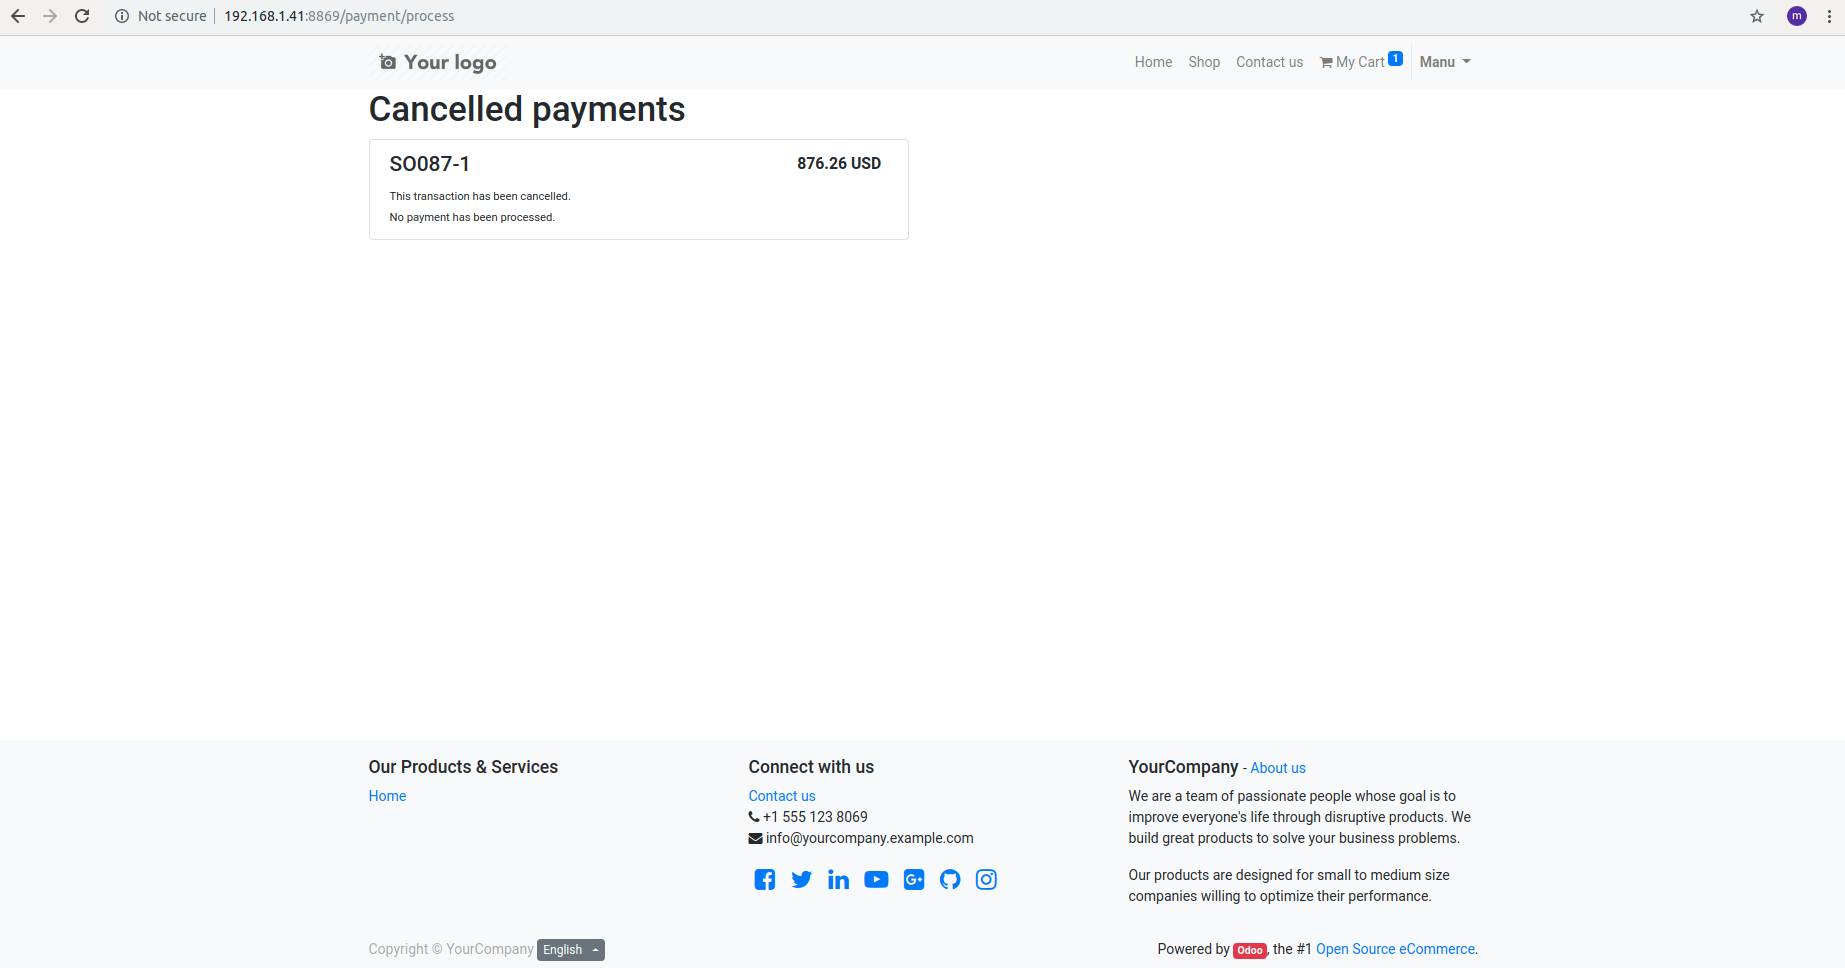 Not secure 192.168.1.41:8869/payment/process m
Your logo Home Shop Contact us My Cart 1 Manu
Cancelled payments
SO087-1 876.26 USD
This transaction has been cancelled.
No payment has been processed.
Our Products & Services
Home
Connect with us
Contact us
+1 555 123 8069
info@yourcompany.example.com
G+
YourCompany - About us
We are a team of passionate people whose goal is to
improve everyone's life through disruptive products. We
build great products to solve your business problems.
Our products are designed for small to medium size
companies willing to optimize their performance.
Copyright © YourCompany English
Powered by Odoo, the #1 Open Source eCommerce.